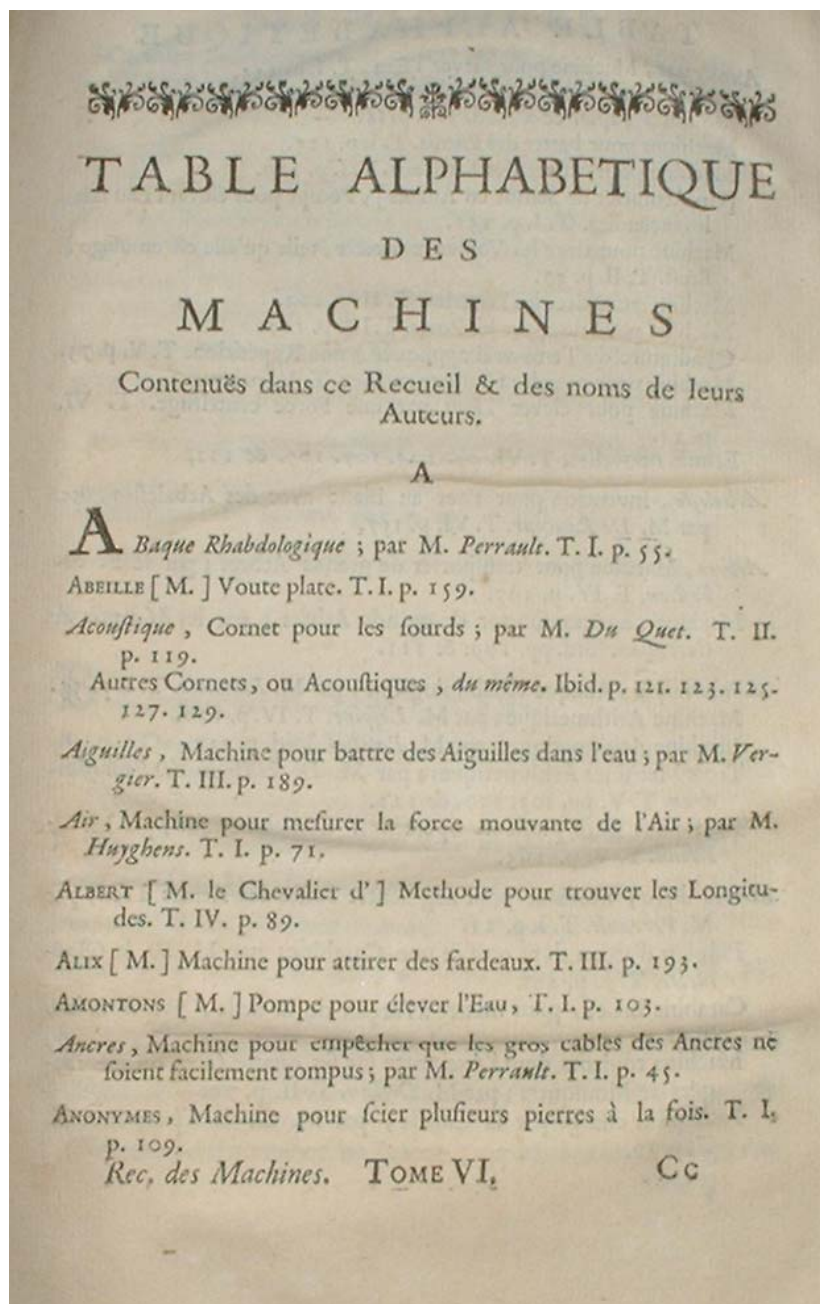 TABLE ALPHABETIQUE
DES
MACHINES
Contenuës dans ce Recueil & des noms de leurs
Auteurs.
A
ABaque Rhabdologique ; par M. Perrault. T. I. p. 55.
ABEILLE [ M. ] Voute plate. T. I. p. 159.
Acouſtique , Cornet pour les ſourds ; par M. Du Quet. T. II.
p. 119.
Autres Cornets, ou Acouſtiques , du même. Ibid. p. 121. 123. 125.
127. 129.
Aiguilles , Machine pour battre des Aiguilles dans l'eau ; par M. Ver-
gier. T. III. p. 189.
Air , Machine pour meſurer la force mouvante de l'Air ; par M.
Huyghens. T. I. p. 71.
ALBERT [ M. le Chevalier d' ] Methode pour trouver les Longitu-
des. T. IV. p. 89.
ALIX [ M. ] Machine pour attirer des fardeaux. T. III. p. 193.
AMONTONS [ M. ] Pompe pour élever l'Eau, T. I. p. 103.
Ancres , Machine pour empêcher que les gros cables des Ancres ne
ſoient facilement rompus ; par M. Perrault. T. I. p. 45.
ANONYMES , Machine pour ſcier pluſieurs pierres à la fois. T. I.
p. 109.
Rec. des Machines. TOME VI. Cc